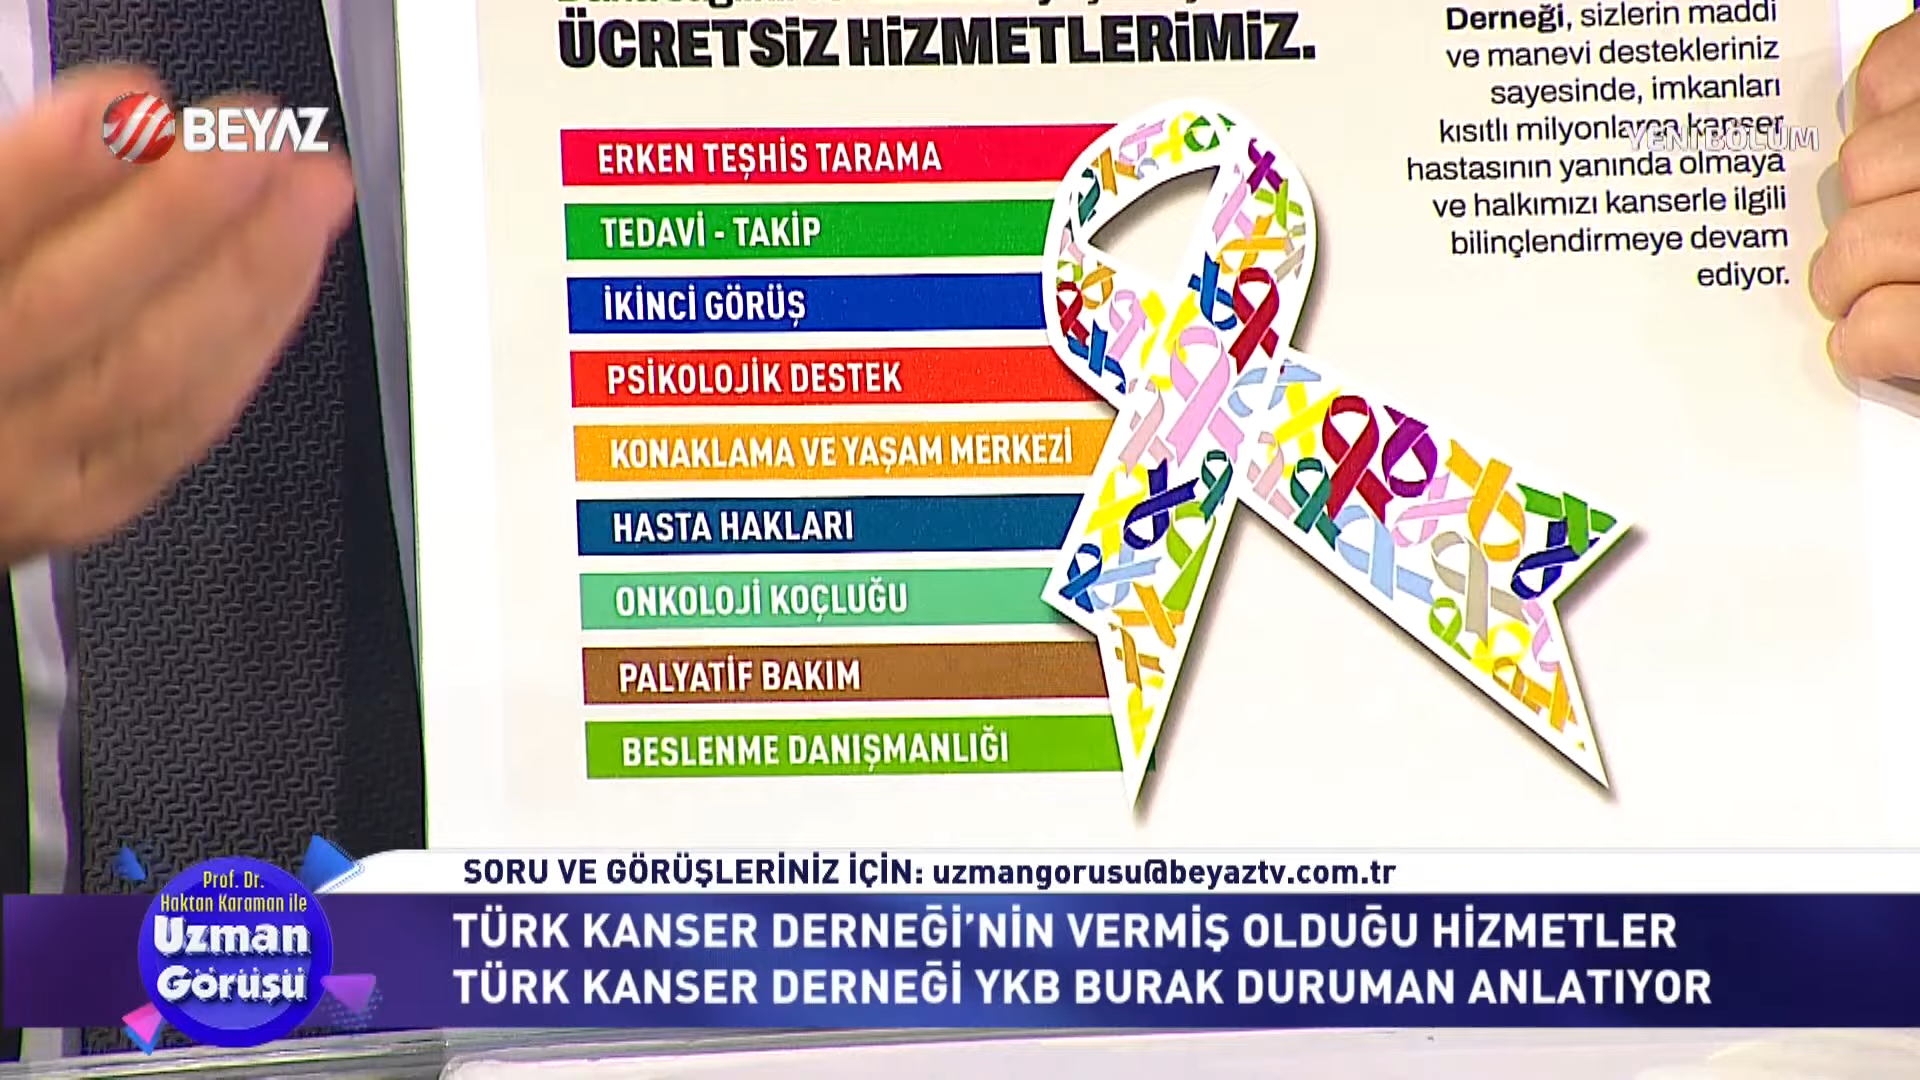 ÜCRETSİZ HİZMETLERİMİZ.
Derneği, sizlerin maddi
ve manevi destekleriniz
sayesinde, imkanları
kısıtlı milyonlarca kanser
hastasının yanında olmaya
ve halkımızı kanserle ilgili
bilinçlendirmeye devam
ediyor.
BEYAZ
YENİ BÖLÜM
ERKEN TEŞHİS TARAMA
TEDAVİ - TAKİP
İKİNCİ GÖRÜŞ
PSİKOLOJİK DESTEK
KONAKLAMA VE YAŞAM MERKEZİ
HASTA HAKLARI
ONKOLOJİ KOÇLUĞU
PALYATİF BAKIM
BESLENME DANIŞMANLIĞI
SORU VE GÖRÜŞLERİNİZ İÇİN: uzmangorusu@beyaztv.com.tr
Prof. Dr.
Haktan Karaman ile
Uzman
Görüşü
TÜRK KANSER DERNEĞİ'NİN VERMİŞ OLDUĞU HİZMETLER
TÜRK KANSER DERNEĞİ YKB BURAK DURUMAN ANLATIYOR